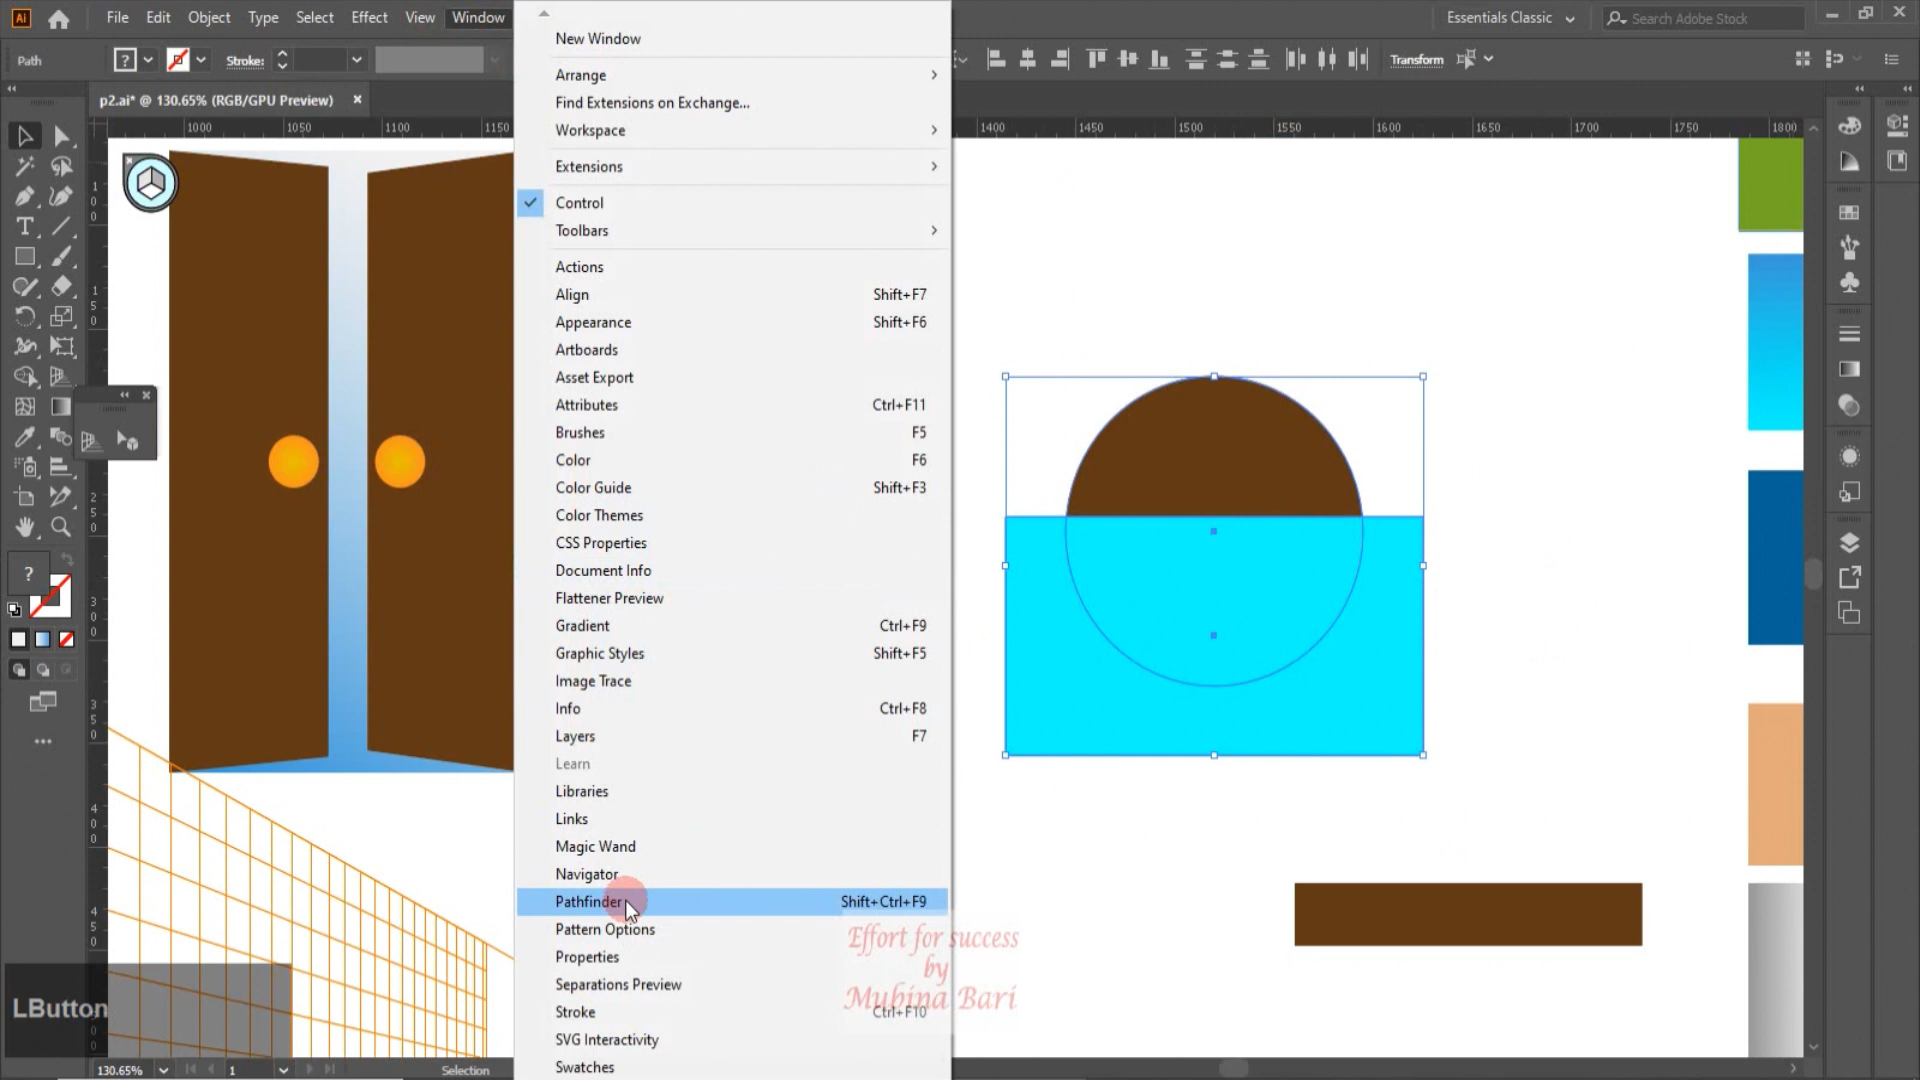 Ai File Edit Object Type Select Effect View Window Essentials Classic Search Adobe Stock
Path ? Stroke: Transform
p2.ai* @ 130.65% (RGB/GPU Preview)
1000 1050 1100 1150 1400 1450 1500 1550 1600 1650 1700 1750 1800
New Window
Arrange
Find Extensions on Exchange...
Workspace
Extensions
Control
Toolbars
Actions
Align Shift+F7
Appearance Shift+F6
Artboards
Asset Export
Attributes Ctrl+F11
Brushes F5
Color F6
Color Guide Shift+F3
Color Themes
CSS Properties
Document Info
Flattener Preview
Gradient Ctrl+F9
Graphic Styles Shift+F5
Image Trace
Info Ctrl+F8
Layers F7
Learn
Libraries
Links
Magic Wand
Navigator
Pathfinder Shift+Ctrl+F9
Pattern Options
Properties
Separations Preview
Stroke Ctrl+F10
SVG Interactivity
Swatches
Effort for success
by
Mubina Bari
?
LButton
130.65% 1 Selection